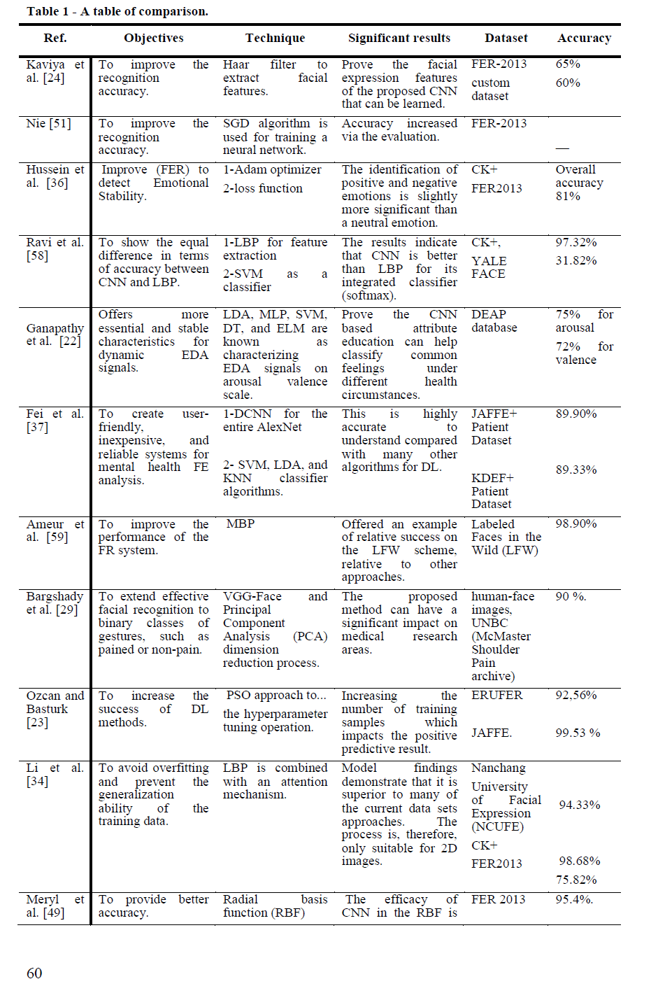 Table 1 - A table of comparison.
Ref. Objectives Technique Significant results Dataset Accuracy
Kaviya et
al. [24]
To improve the
recognition
accuracy.
Haar filter to
extract facial
features.
Prove the facial
expression features
of the proposed CNN
that can be learned.
FER-2013
custom
dataset
65%
60%
Nie [51]
To improve the
recognition
accuracy.
SGD algorithm is
used for training a
neural network.
Accuracy increased
via the evaluation.
FER-2013
—
Hussein et
al. [36]
Improve (FER) to
detect Emotional
Stability.
1-Adam optimizer
2-loss function
The identification of
positive and negative
emotions is slightly
more significant than
a neutral emotion.
CK+
FER2013
Overall
accuracy
81%
Ravi et al.
[58]
To show the equal
difference in terms
of accuracy between
CNN and LBP.
1-LBP for feature
extraction
2-SVM as a
classifier
The results indicate
that CNN is better
than LBP for its
integrated classifier
(softmax).
CK+,
YALE
FACE
97.32%
31.82%
Ganapathy
et al. [22]
Offers more
essential and stable
characteristics for
dynamic EDA
signals.
LDA, MLP, SVM,
DT, and ELM are
known as
characterizing
EDA signals on
arousal valence
scale.
Prove the CNN
based attribute
education can help
classify common
feelings under
different health
circumstances.
DEAP
database
75% for
arousal
72% for
valence
Fei et al.
[37]
To create user-
friendly,
inexpensive, and
reliable systems for
mental health FE
analysis.
1-DCNN for the
entire AlexNet
2- SVM, LDA, and
KNN classifier
algorithms.
This is highly
accurate to
understand compared
with many other
algorithms for DL.
JAFFE+
Patient
Dataset
KDEF+
Patient
Dataset
89.90%
89.33%
Ameur et
al. [59]
To improve the
performance of the
FR system.
MBP
Offered an example
of relative success on
the LFW scheme,
relative to other
approaches.
Labeled
Faces in the
Wild (LFW)
98.90%
Bargshady
et al. [29]
To extend effective
facial recognition to
binary classes of
gestures, such as
pained or non-pain.
VGG-Face and
Principal
Component
Analysis (PCA)
dimension
reduction process.
The proposed
method can have a
significant impact on
medical research
areas.
human-face
images,
UNBC
(McMaster
Shoulder
Pain
archive)
90 %.
Ozcan and
Basturk
[23]
To increase the
success of DL
methods.
PSO approach to...
the hyperparameter
tuning operation.
Increasing the
number of training
samples which
impacts the positive
predictive result.
ERUFER
JAFFE.
92,56%
99.53 %
Li et al.
[34]
To avoid overfitting
and prevent the
generalization
ability of the
training data.
LBP is combined
with an attention
mechanism.
Model findings
demonstrate that it is
superior to many of
the current data sets
approaches. The
process is, therefore,
only suitable for 2D
images.
Nanchang
University
of Facial
Expression
(NCUFE)
CK+
FER2013
94.33%
98.68%
75.82%
Meryl et
al. [49]
To provide better
accuracy.
Radial basis
function (RBF)
The efficacy of
CNN in the RBF is
FER 2013
95.4%.
60